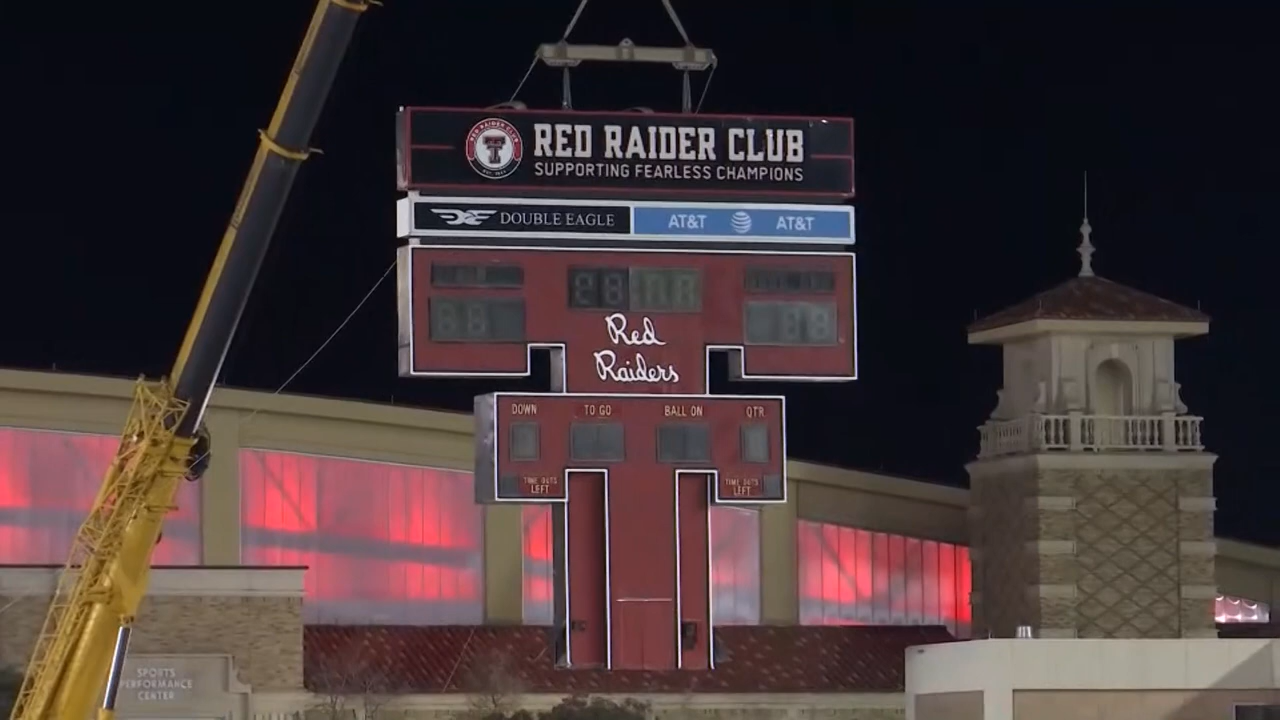 RED RAIDER CLUB
SUPPORTING FEARLESS CHAMPIONS
DOUBLE EAGLE AT&T AT&T
Red
Raiders
DOWN TO GO BALL ON QTR
TIME OUTS
LEFT
TIME OUTS
LEFT
SPORTS
PERFORMANCE
CENTER